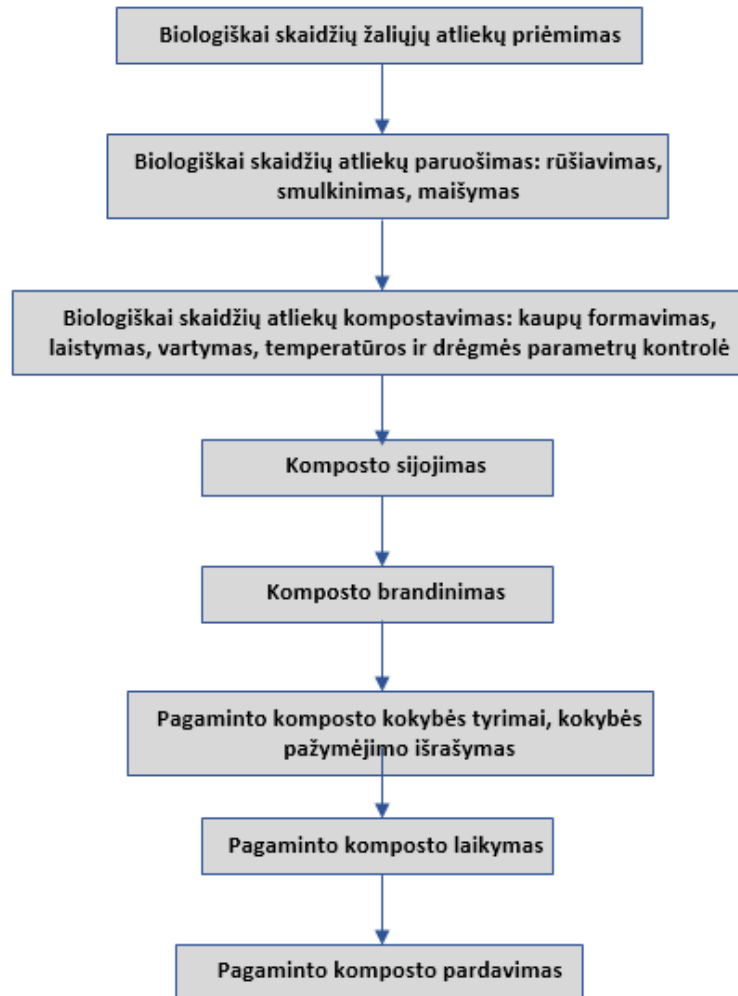 Biologiškai skaidžių žaliųjų atliekų priėmimas
Biologiškai skaidžių atliekų paruošimas: rūšiavimas,
smulkinimas, maišymas
Biologiškai skaidžių atliekų kompostavimas: kaupų formavimas,
laistymas, vartymas, temperatūros ir drėgmės parametrų kontrolė
Komposto sijojimas
Komposto brandinimas
Pagaminto komposto kokybės tyrimai, kokybės
pažymėjimo išrašymas
Pagaminto komposto laikymas
Pagaminto komposto pardavimas